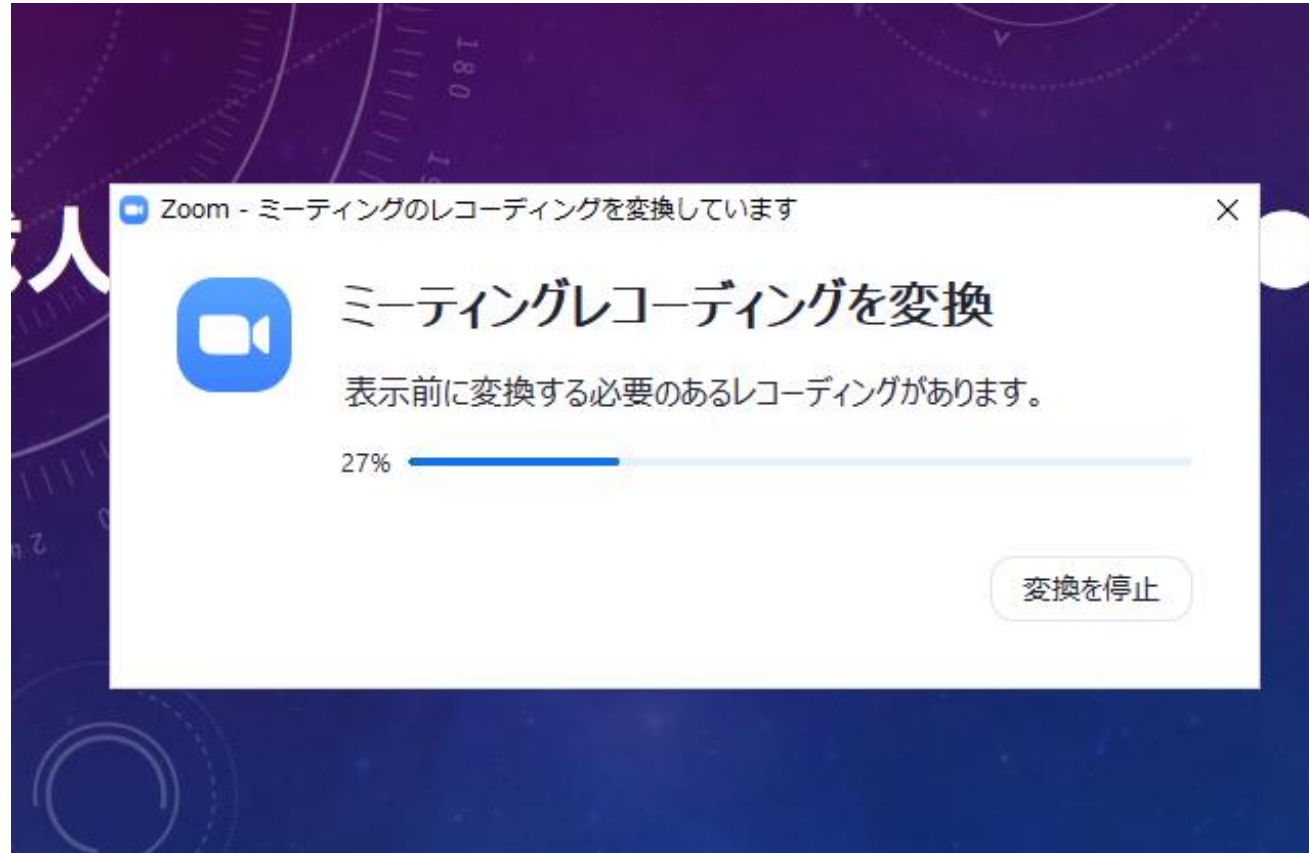 180
人
Zoom - ミーティングのレコーディングを変換しています
ミーティングレコーディングを変換
表示前に変換する必要のあるレコーディングがあります。
27%
変換を停止